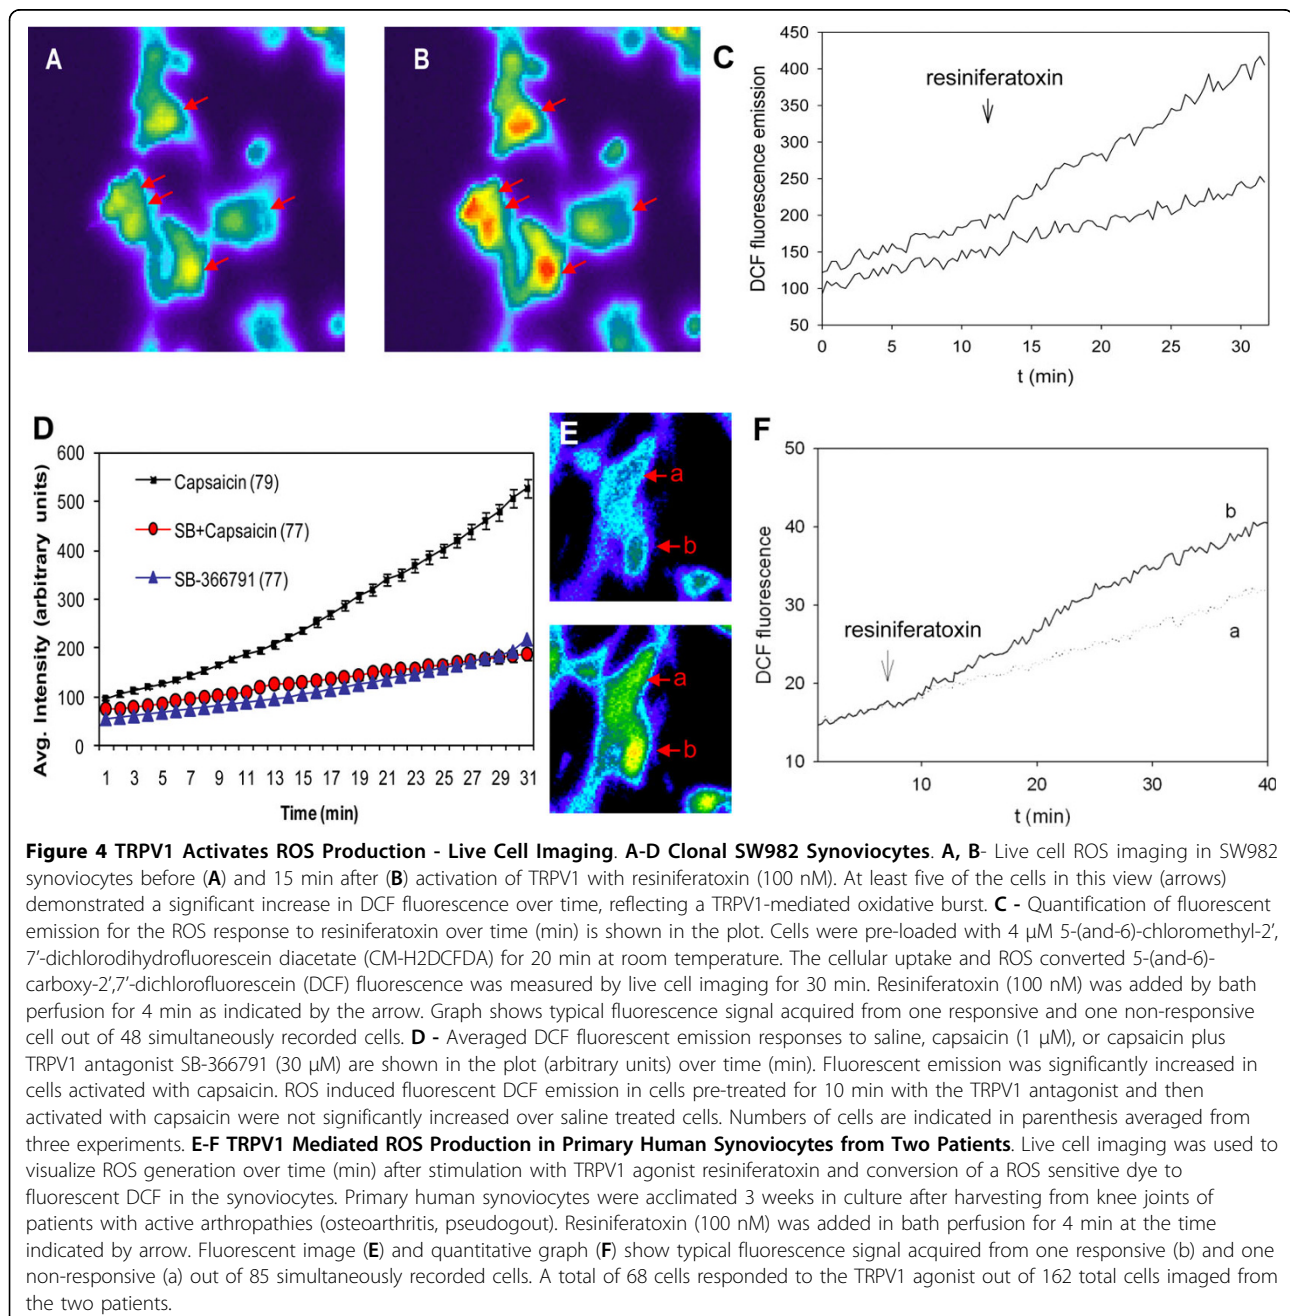 A
B
C
resiniferatoxin
DCF fluorescence emission
450
400
350
300
250
200
150
100
50
0 5 10 15 20 25 30
t (min)
D
Avg. Intensity (arbitrary units)
600
500
400
300
200
100
0
Capsaicin (79)
SB+Capsaicin (77)
SB-366791 (77)
1 3 5 7 9 11 13 15 17 19 21 23 25 27 29 31
Time (min)
E
a
b
a
b
F
DCF fluorescence
50
40
30
20
10
resiniferatoxin
b
a
10 20 30 40
t (min)
Figure 4 TRPV1 Activates ROS Production - Live Cell Imaging. A-D Clonal SW982 Synoviocytes. A, B- Live cell ROS imaging in SW982
synoviocytes before (A) and 15 min after (B) activation of TRPV1 with resiniferatoxin (100 nM). At least five of the cells in this view (arrows)
demonstrated a significant increase in DCF fluorescence over time, reflecting a TRPV1-mediated oxidative burst. C - Quantification of fluorescent
emission for the ROS response to resiniferatoxin over time (min) is shown in the plot. Cells were pre-loaded with 4 μM 5-(and-6)-chloromethyl-2’,
7’-dichlorodihydrofluorescein diacetate (CM-H2DCFDA) for 20 min at room temperature. The cellular uptake and ROS converted 5-(and-6)-
carboxy-2’,7’-dichlorofluorescein (DCF) fluorescence was measured by live cell imaging for 30 min. Resiniferatoxin (100 nM) was added by bath
perfusion for 4 min as indicated by the arrow. Graph shows typical fluorescence signal acquired from one responsive and one non-responsive
cell out of 48 simultaneously recorded cells. D - Averaged DCF fluorescent emission responses to saline, capsaicin (1 μM), or capsaicin plus
TRPV1 antagonist SB-366791 (30 μM) are shown in the plot (arbitrary units) over time (min). Fluorescent emission was significantly increased in
cells activated with capsaicin. ROS induced fluorescent DCF emission in cells pre-treated for 10 min with the TRPV1 antagonist and then
activated with capsaicin were not significantly increased over saline treated cells. Numbers of cells are indicated in parenthesis averaged from
three experiments. E-F TRPV1 Mediated ROS Production in Primary Human Synoviocytes from Two Patients. Live cell imaging was used to
visualize ROS generation over time (min) after stimulation with TRPV1 agonist resiniferatoxin and conversion of a ROS sensitive dye to
fluorescent DCF in the synoviocytes. Primary human synoviocytes were acclimated 3 weeks in culture after harvesting from knee joints of
patients with active arthropathies (osteoarthritis, pseudogout). Resiniferatoxin (100 nM) was added in bath perfusion for 4 min at the time
indicated by arrow. Fluorescent image (E) and quantitative graph (F) show typical fluorescence signal acquired from one responsive (b) and one
non-responsive (a) out of 85 simultaneously recorded cells. A total of 68 cells responded to the TRPV1 agonist out of 162 total cells imaged from
the two patients.